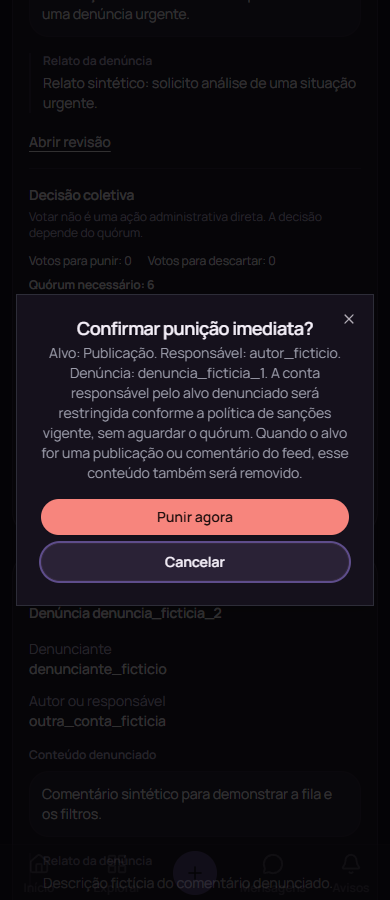 uma denúncia urgente.
Relato da denúncia
Relato sintético: solicito análise de uma situação
urgente.
Abrir revisão
Decisão coletiva
Votar não é uma ação administrativa direta. A decisão
depende do quórum.
Votos para punir: 0 Votos para descartar: 0
Quórum necessário: 6
Confirmar punição imediata?
Alvo: Publicação. Responsável: autor_ficticio.
Denúncia: denuncia_ficticia_1. A conta
responsável pelo alvo denunciado será
restringida conforme a política de sanções
vigente, sem aguardar o quórum. Quando o alvo
for uma publicação ou comentário do feed, esse
conteúdo também será removido.
Punir agora
Cancelar
Denúncia denuncia_ficticia_2
Denunciante
denunciante_ficticio
Autor ou responsável
outra_conta_ficticia
Conteúdo denunciado
Comentário sintético para demonstrar a fila e
os filtros.
Relato da denúncia
Descrição fictícia do comentário denunciado.
Avisos